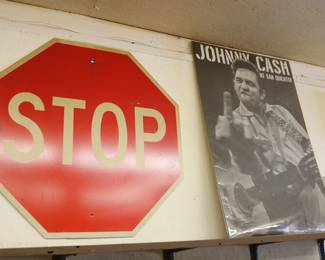 STOP
JOHNNY CASH
AT SAN QUENTIN